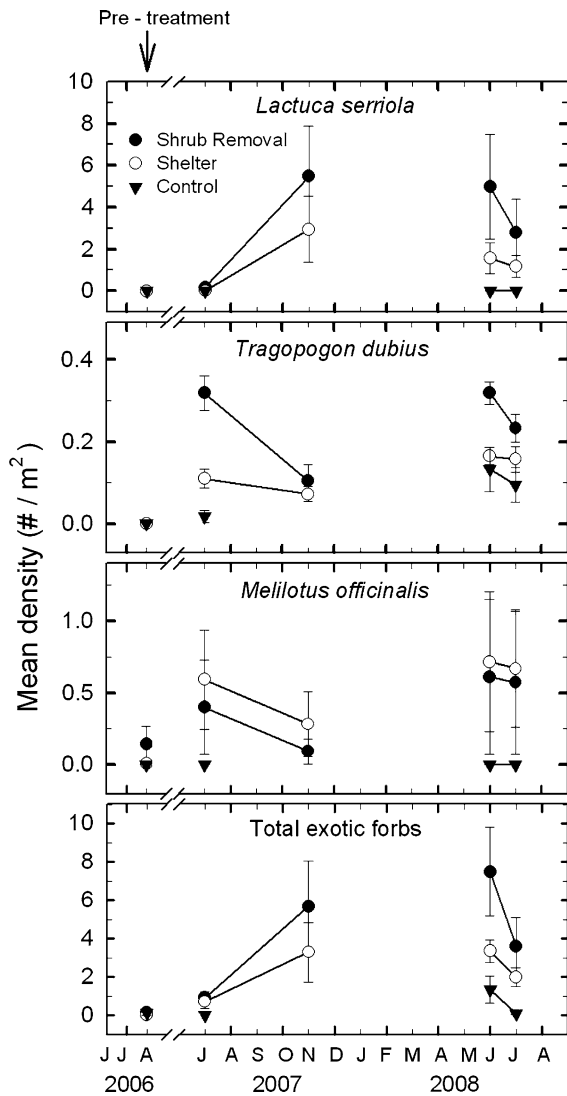 Pre - treatment
Mean density (# / m²)
10
8
6
4
2
0
Lactuca serriola
Shrub Removal
Shelter
Control
0.4
0.2
0.0
Tragopogon dubius
1.0
0.5
0.0
Melilotus officinalis
10
8
6
4
2
0
Total exotic forbs
J J A J A S O N D J F M A M J J A
2006 2007 2008